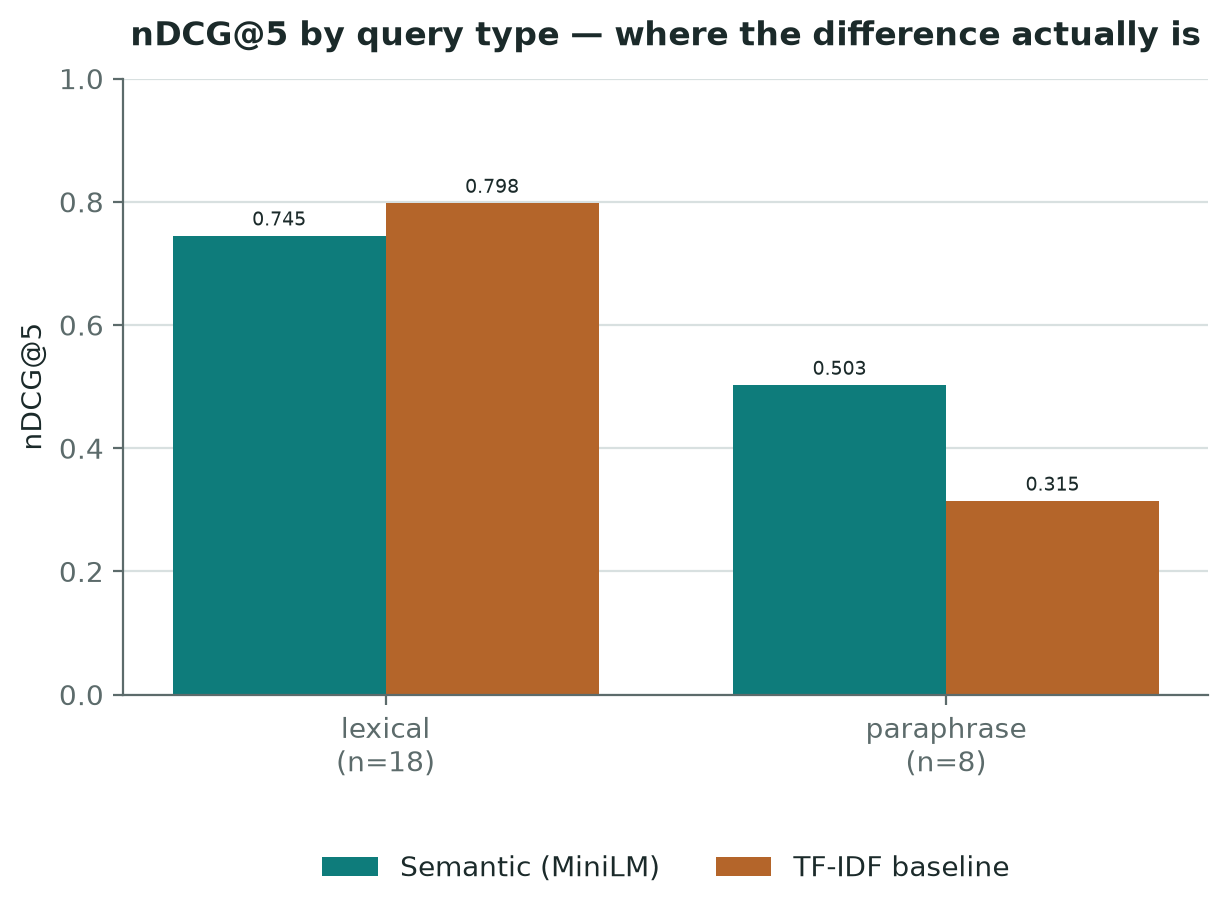 nDCG@5 by query type — where the difference actually is
1.0
0.8
0.6
0.4
0.2
0.0
nDCG@5
0.745
0.798
0.503
0.315
lexical
(n=18)
paraphrase
(n=8)
Semantic (MiniLM)
TF-IDF baseline